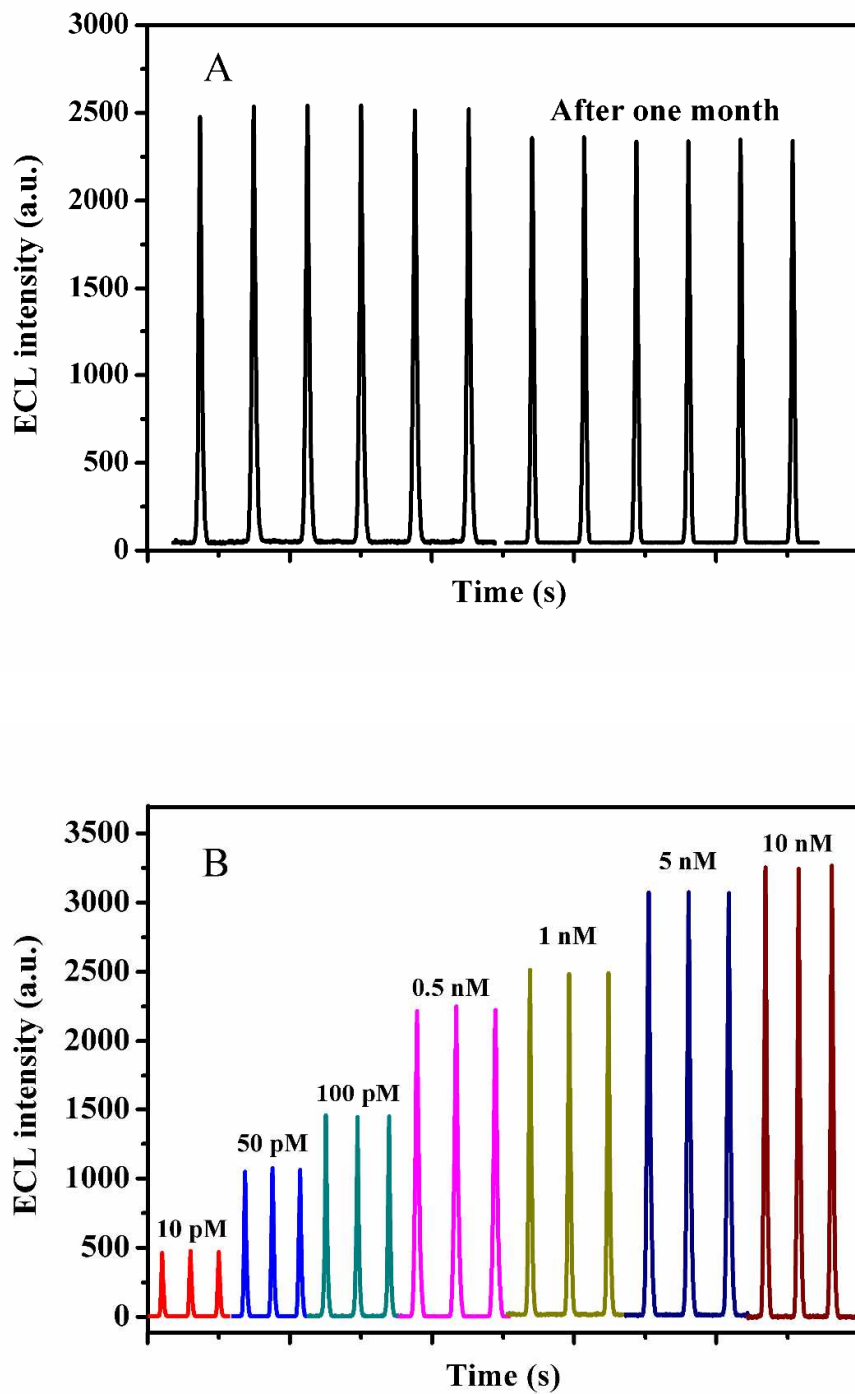 3000
A
After one month
2500
2000
1500
1000
500
0
ECL intensity (a.u.)
Time (s)
3500
B
5 nM
10 nM
3000
1 nM
2500
0.5 nM
2000
100 pM
1500
50 pM
1000
10 pM
500
0
ECL intensity (a.u.)
Time (s)